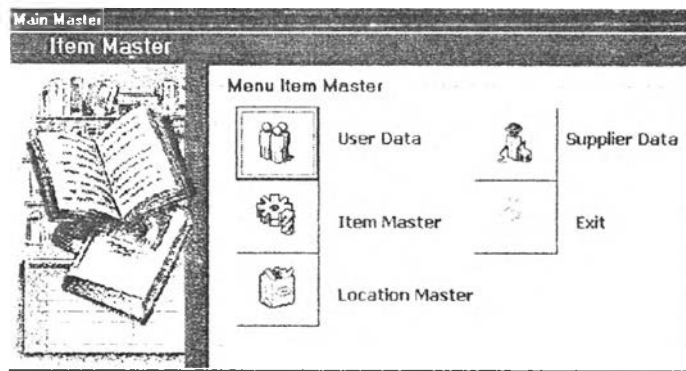 Main Master
Item Master
Menu Item Master
User Data
Supplier Data
Item Master
Exit
Location Master